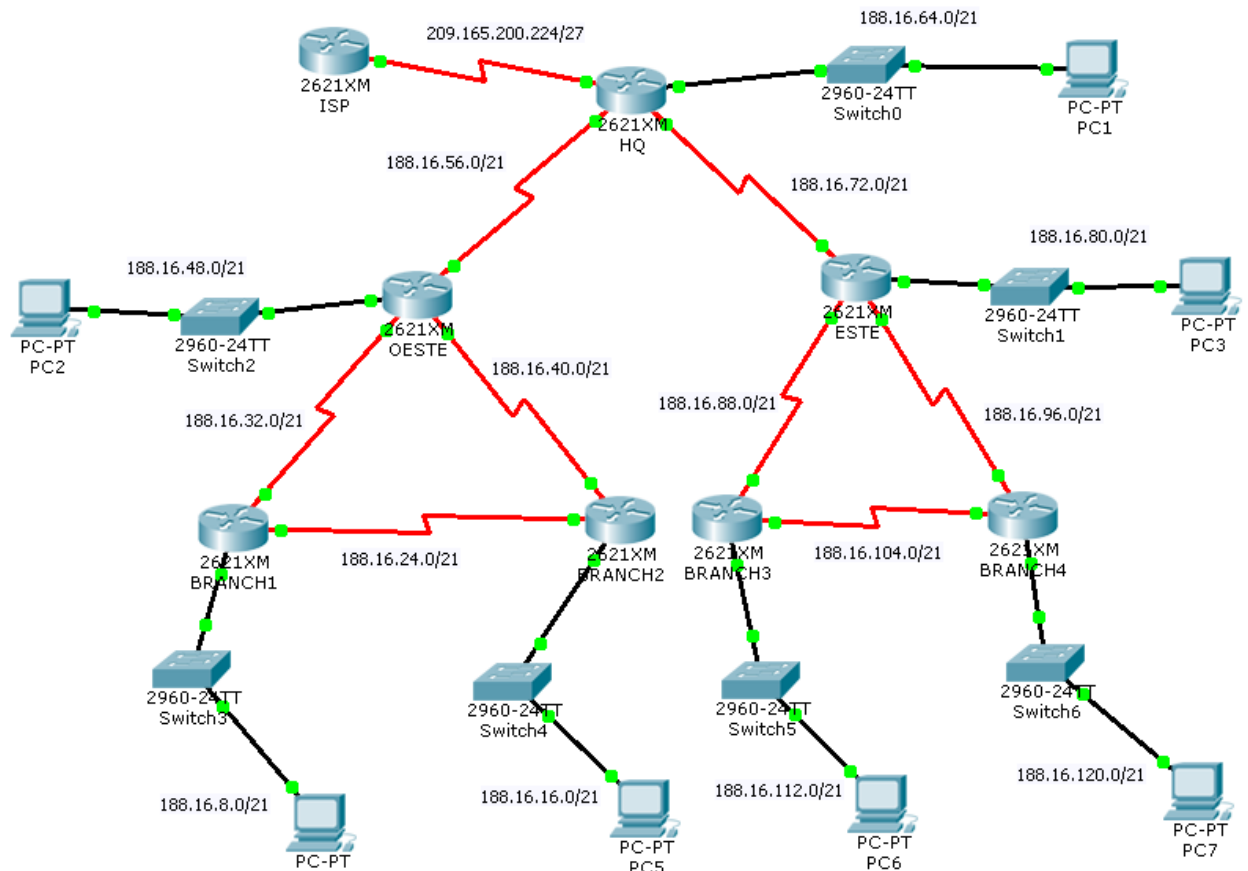 188.16.64.0/21
209.165.200.224/27
2621XM
ISP
2621XM
HQ
2960-24TT
Switch0
PC-PT
PC1
188.16.56.0/21
188.16.72.0/21
188.16.48.0/21
188.16.80.0/21
PC-PT
PC2
2960-24TT
Switch2
2621XM
OESTE
2621XM
ESTE
2960-24TT
Switch1
PC-PT
PC3
188.16.40.0/21
188.16.32.0/21
188.16.88.0/21
188.16.96.0/21
188.16.24.0/21
188.16.104.0/21
2621XM
BRANCH1
2621XM
BRANCH2
2621XM
BRANCH3
2621XM
BRANCH4
2960-24TT
Switch3
2960-24TT
Switch4
2960-24TT
Switch5
2960-24TT
Switch6
188.16.8.0/21
188.16.16.0/21
188.16.112.0/21
188.16.120.0/21
PC-PT
PC-PT
PC5
PC-PT
PC6
PC-PT
PC7